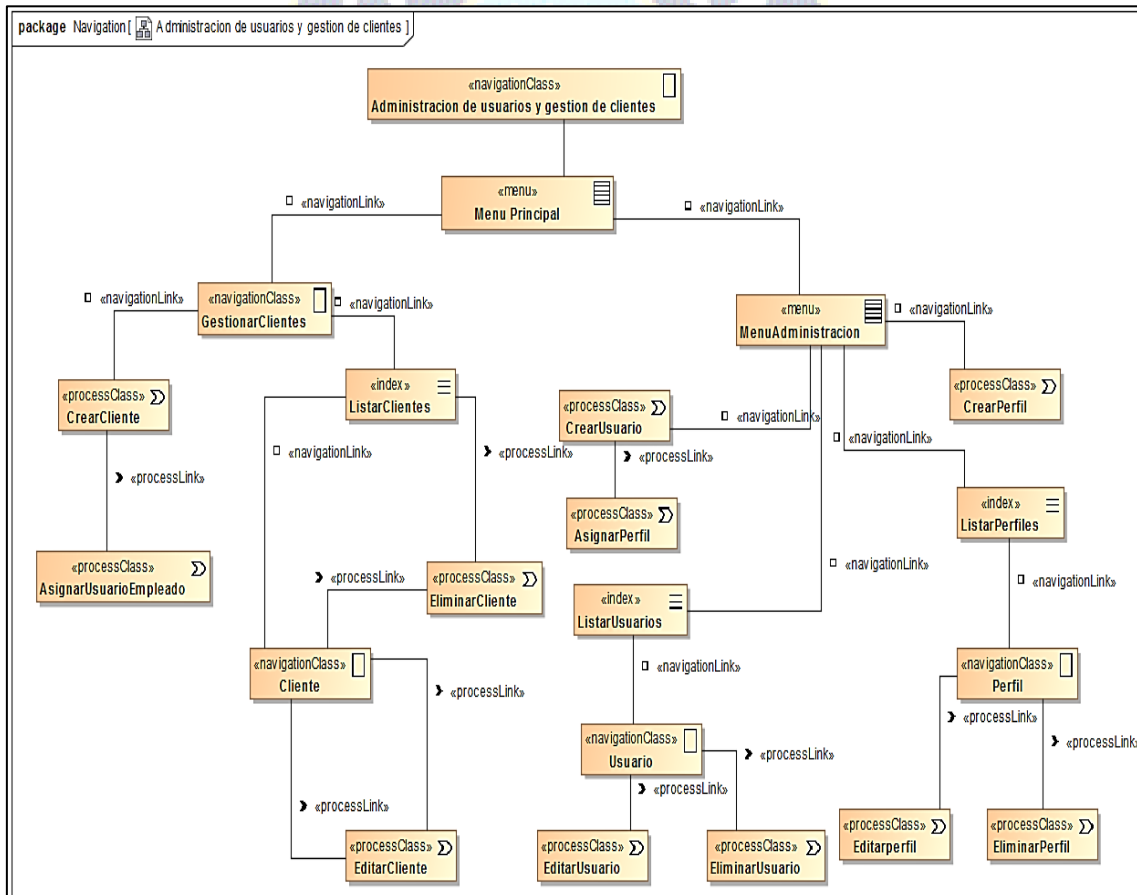 package Navigation [ Administracion de usuarios y gestion de clientes ]
«navigationClass»
Administracion de usuarios y gestion de clientes
«menu»
Menu Principal
«navigationLink»
«navigationLink»
«navigationClass»
GestionarClientes
«navigationLink»
«navigationLink»
«menu»
MenuAdministracion
«navigationLink»
«processClass»
CrearCliente
«index»
ListarClientes
«processClass»
CrearUsuario
«navigationLink»
«processClass»
CrearPerfil
«navigationLink»
«processLink»
«processLink»
«navigationLink»
«processLink»
«processClass»
AsignarPerfil
«index»
ListarPerfiles
«processClass»
AsignarUsuarioEmpleado
«processLink»
«processClass»
EliminarCliente
«navigationLink»
«index»
ListarUsuarios
«navigationLink»
«navigationClass»
Cliente
«processLink»
«navigationLink»
«navigationClass»
Perfil
«processLink»
«processLink»
«navigationClass»
Usuario
«processLink»
«processLink»
«processLink»
«processClass»
EditarCliente
«processClass»
EditarUsuario
«processClass»
EliminarUsuario
«processClass»
Editarperfil
«processClass»
EliminarPerfil